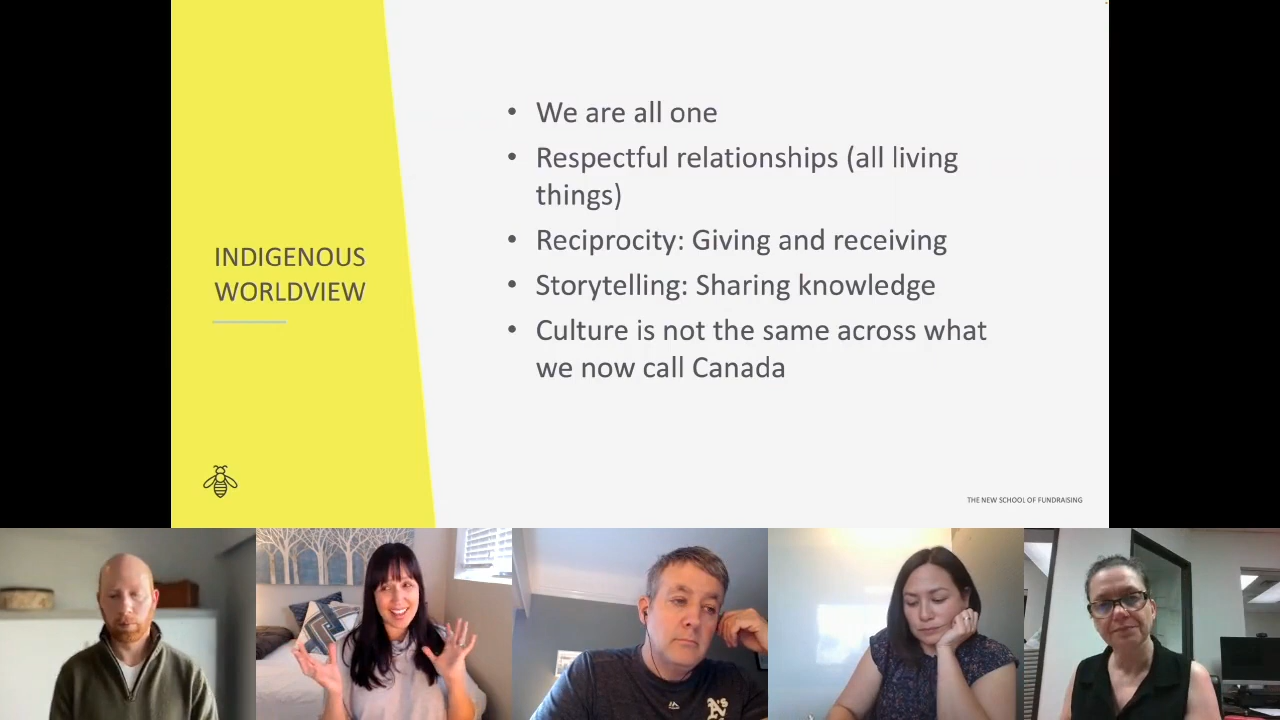 INDIGENOUS
WORLDVIEW
• We are all one
• Respectful relationships (all living
things)
• Reciprocity: Giving and receiving
• Storytelling: Sharing knowledge
• Culture is not the same across what
we now call Canada
THE NEW SCHOOL OF FUNDRAISING
A's